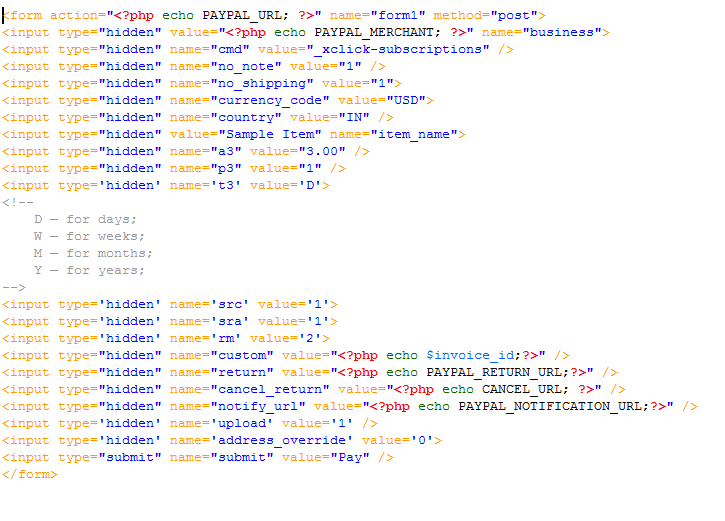 <form action="<?php echo PAYPAL_URL; ?>" name="form1" method="post">
<input type="hidden" value="<?php echo PAYPAL_MERCHANT; ?>" name="business">
<input type="hidden" name="cmd" value="_xclick-subscriptions" />
<input type="hidden" name="no_note" value="1" />
<input type="hidden" name="no_shipping" value="1">
<input type="hidden" name="currency_code" value="USD">
<input type="hidden" name="country" value="IN" />
<input type="hidden" value="Sample Item" name="item_name">
<input type="hidden" name="a3" value="3.00" />
<input type="hidden" name="p3" value="1" />
<input type='hidden' name='t3' value='D'>
<!--
    D — for days;
    W — for weeks;
    M — for months;
    Y — for years;
-->
<input type='hidden' name='src' value='1'>
<input type='hidden' name='sra' value='1'>
<input type='hidden' name='rm' value='2'>
<input type="hidden" name="custom" value="<?php echo $invoice_id;?>" />
<input type="hidden" name="return" value="<?php echo PAYPAL_RETURN_URL;?>" />
<input type="hidden" name="cancel_return" value="<?php echo CANCEL_URL; ?>" />
<input type="hidden" name="notify_url" value="<?php echo PAYPAL_NOTIFICATION_URL;?>" />
<input type='hidden' name='upload' value='1' />
<input type='hidden' name='address_override' value='0'>
<input type="submit" name="submit" value="Pay" />
</form>